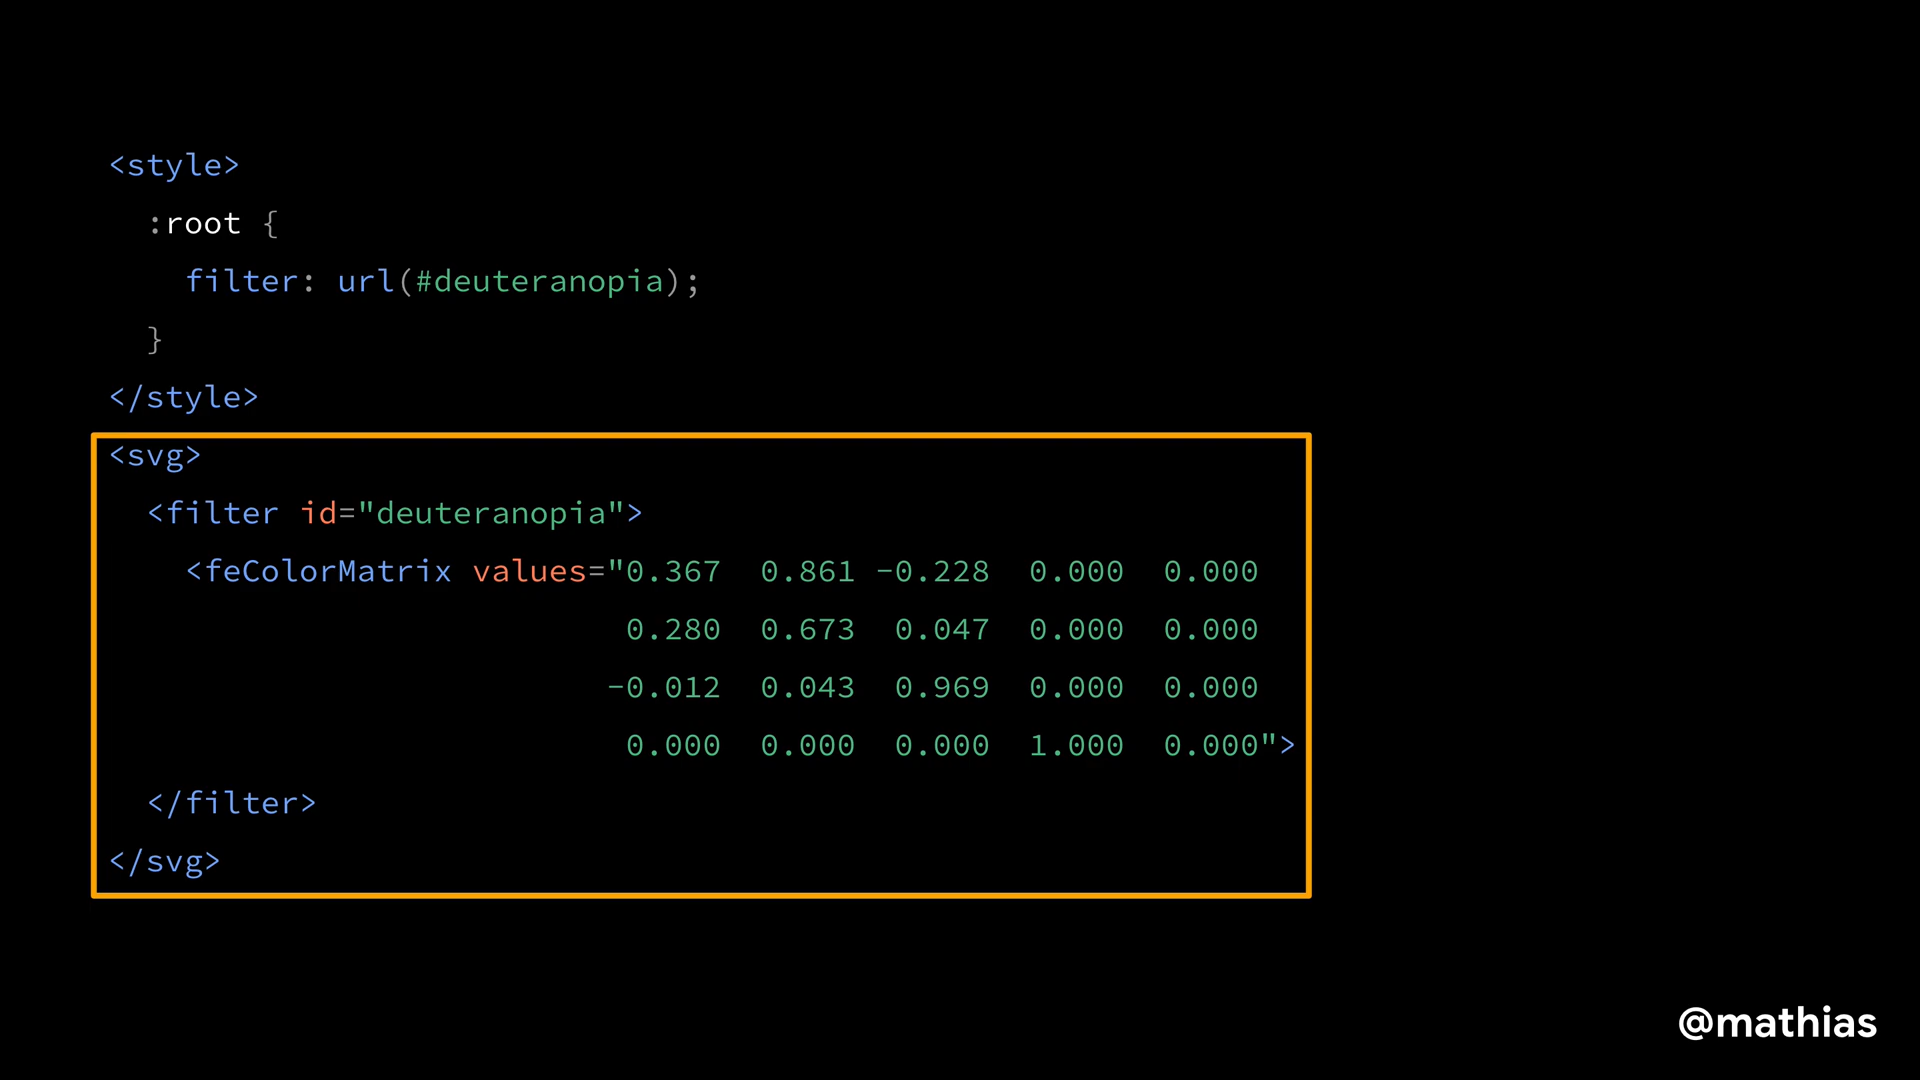 <style>
  :root {
    filter: url(#deuteranopia);
  }
</style>
<svg>
  <filter id="deuteranopia">
    <feColorMatrix values="0.367  0.861 -0.228  0.000  0.000
                           0.280  0.673  0.047  0.000  0.000
                          -0.012  0.043  0.969  0.000  0.000
                           0.000  0.000  0.000  1.000  0.000">
  </filter>
</svg>
@mathias